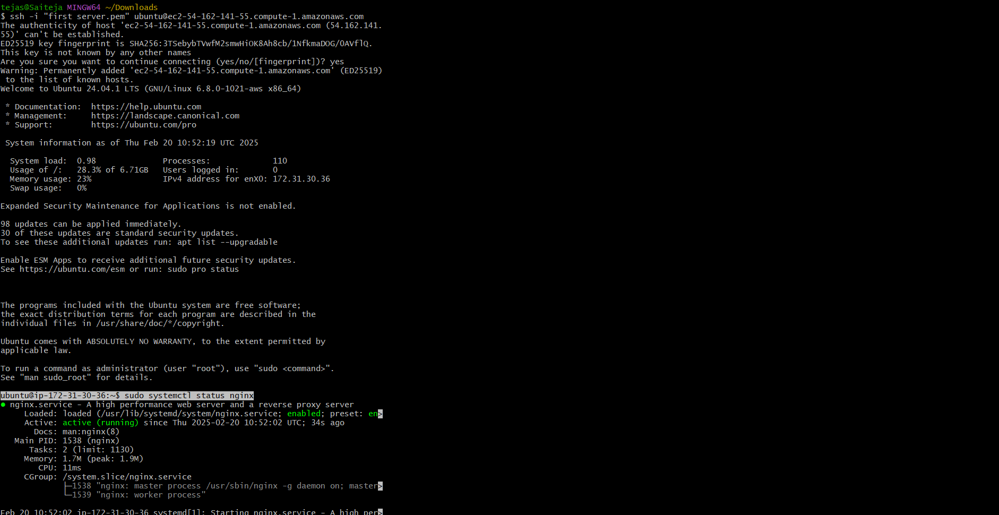 tejas@Saiteja MINGW64 ~/Downloads
$ ssh -i "first server.pem" ubuntu@ec2-54-162-141-55.compute-1.amazonaws.com
The authenticity of host 'ec2-54-162-141-55.compute-1.amazonaws.com (54.162.141.
55)' can't be established.
ED25519 key fingerprint is SHA256:3TSebybTVwfM2smwHiOK8Ah8cb/1NfkmaDOG/0AVflQ.
This key is not known by any other names
Are you sure you want to continue connecting (yes/no/[fingerprint])? yes
Warning: Permanently added 'ec2-54-162-141-55.compute-1.amazonaws.com' (ED25519)
 to the list of known hosts.
Welcome to Ubuntu 24.04.1 LTS (GNU/Linux 6.8.0-1021-aws x86_64)

 * Documentation:  https://help.ubuntu.com
 * Management:     https://landscape.canonical.com
 * Support:        https://ubuntu.com/pro

 System information as of Thu Feb 20 10:52:19 UTC 2025

  System load:  0.98              Processes:             110
  Usage of /:   28.3% of 6.71GB   Users logged in:       0
  Memory usage: 23%               IPv4 address for enX0: 172.31.30.36
  Swap usage:   0%

Expanded Security Maintenance for Applications is not enabled.

98 updates can be applied immediately.
30 of these updates are standard security updates.
To see these additional updates run: apt list --upgradable

Enable ESM Apps to receive additional future security updates.
See https://ubuntu.com/esm or run: sudo pro status

The programs included with the Ubuntu system are free software;
the exact distribution terms for each program are described in the
individual files in /usr/share/doc/*/copyright.

Ubuntu comes with ABSOLUTELY NO WARRANTY, to the extent permitted by
applicable law.

To run a command as administrator (user "root"), use "sudo <command>".
See "man sudo_root" for details.

ubuntu@ip-172-31-30-36:~$ sudo systemctl status nginx
● nginx.service - A high performance web server and a reverse proxy server
     Loaded: loaded (/usr/lib/systemd/system/nginx.service; enabled; preset: en>
     Active: active (running) since Thu 2025-02-20 10:52:02 UTC; 34s ago
       Docs: man:nginx(8)
   Main PID: 1538 (nginx)
      Tasks: 2 (limit: 1130)
     Memory: 1.7M (peak: 1.9M)
        CPU: 11ms
     CGroup: /system.slice/nginx.service
             ├─1538 "nginx: master process /usr/sbin/nginx -g daemon on; master>
             └─1539 "nginx: worker process"

Feb 20 10:52:02 ip-172-31-30-36 systemd[1]: Starting nginx.service - A high per>